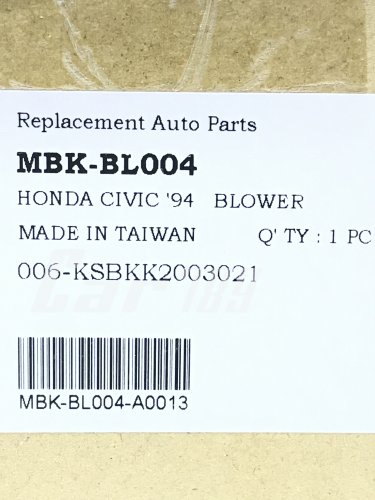 Replacement Auto Parts
MBK-BL004
HONDA CIVIC '94 BLOWER
MADE IN TAIWAN Q' TY : 1 PC
006-KSBKK2003021
Car189
MBK-BL004-A0013